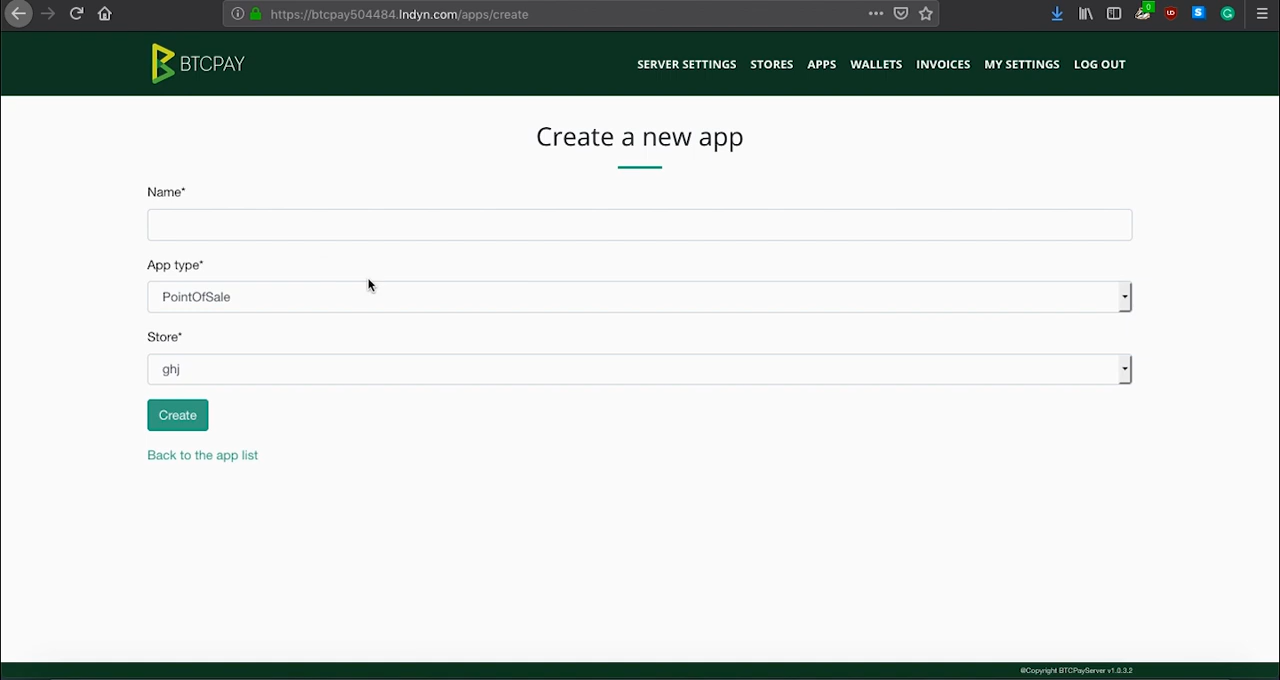 https://btcpay504484.lndyn.com/apps/create
0
UD
S
G
BTCPAY
SERVER SETTINGS STORES APPS WALLETS INVOICES MY SETTINGS LOG OUT
Create a new app
Name*
App type*
PointOfSale
Store*
ghj
Create
Back to the app list
©Copyright BTCPayServer v1.0.3.2